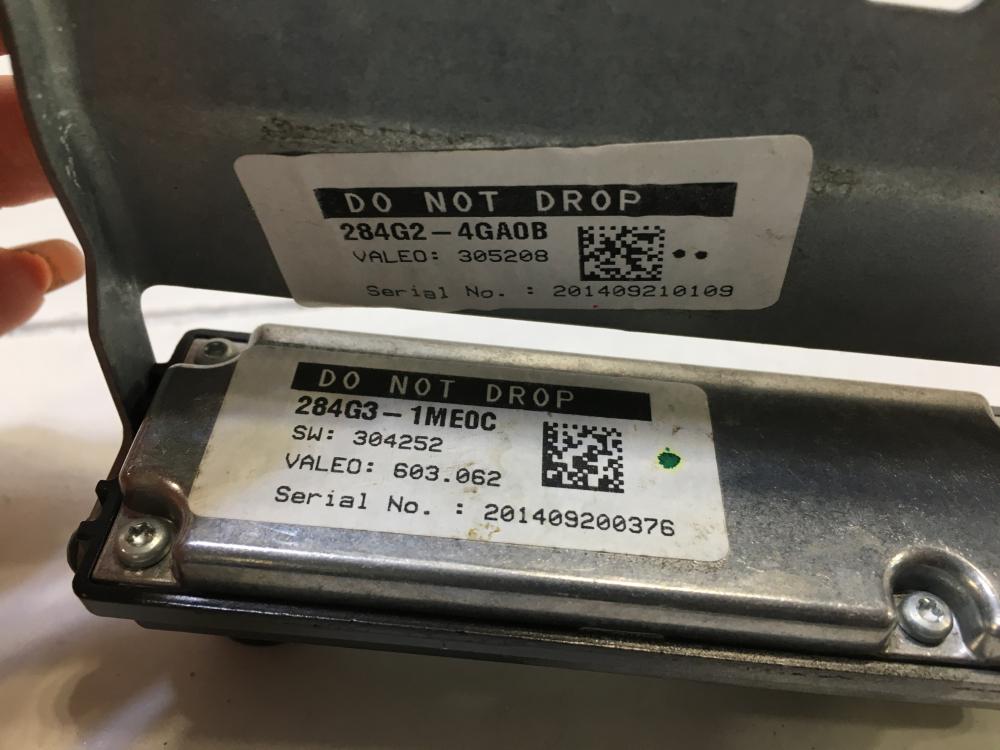 DO NOT DROP
284G2-4GA0B
VALEO: 305208
Serial No. : 201409210109
DO NOT DROP
284G3-1ME0C
SW: 304252
VALEO: 603.062
Serial No. : 201409200376